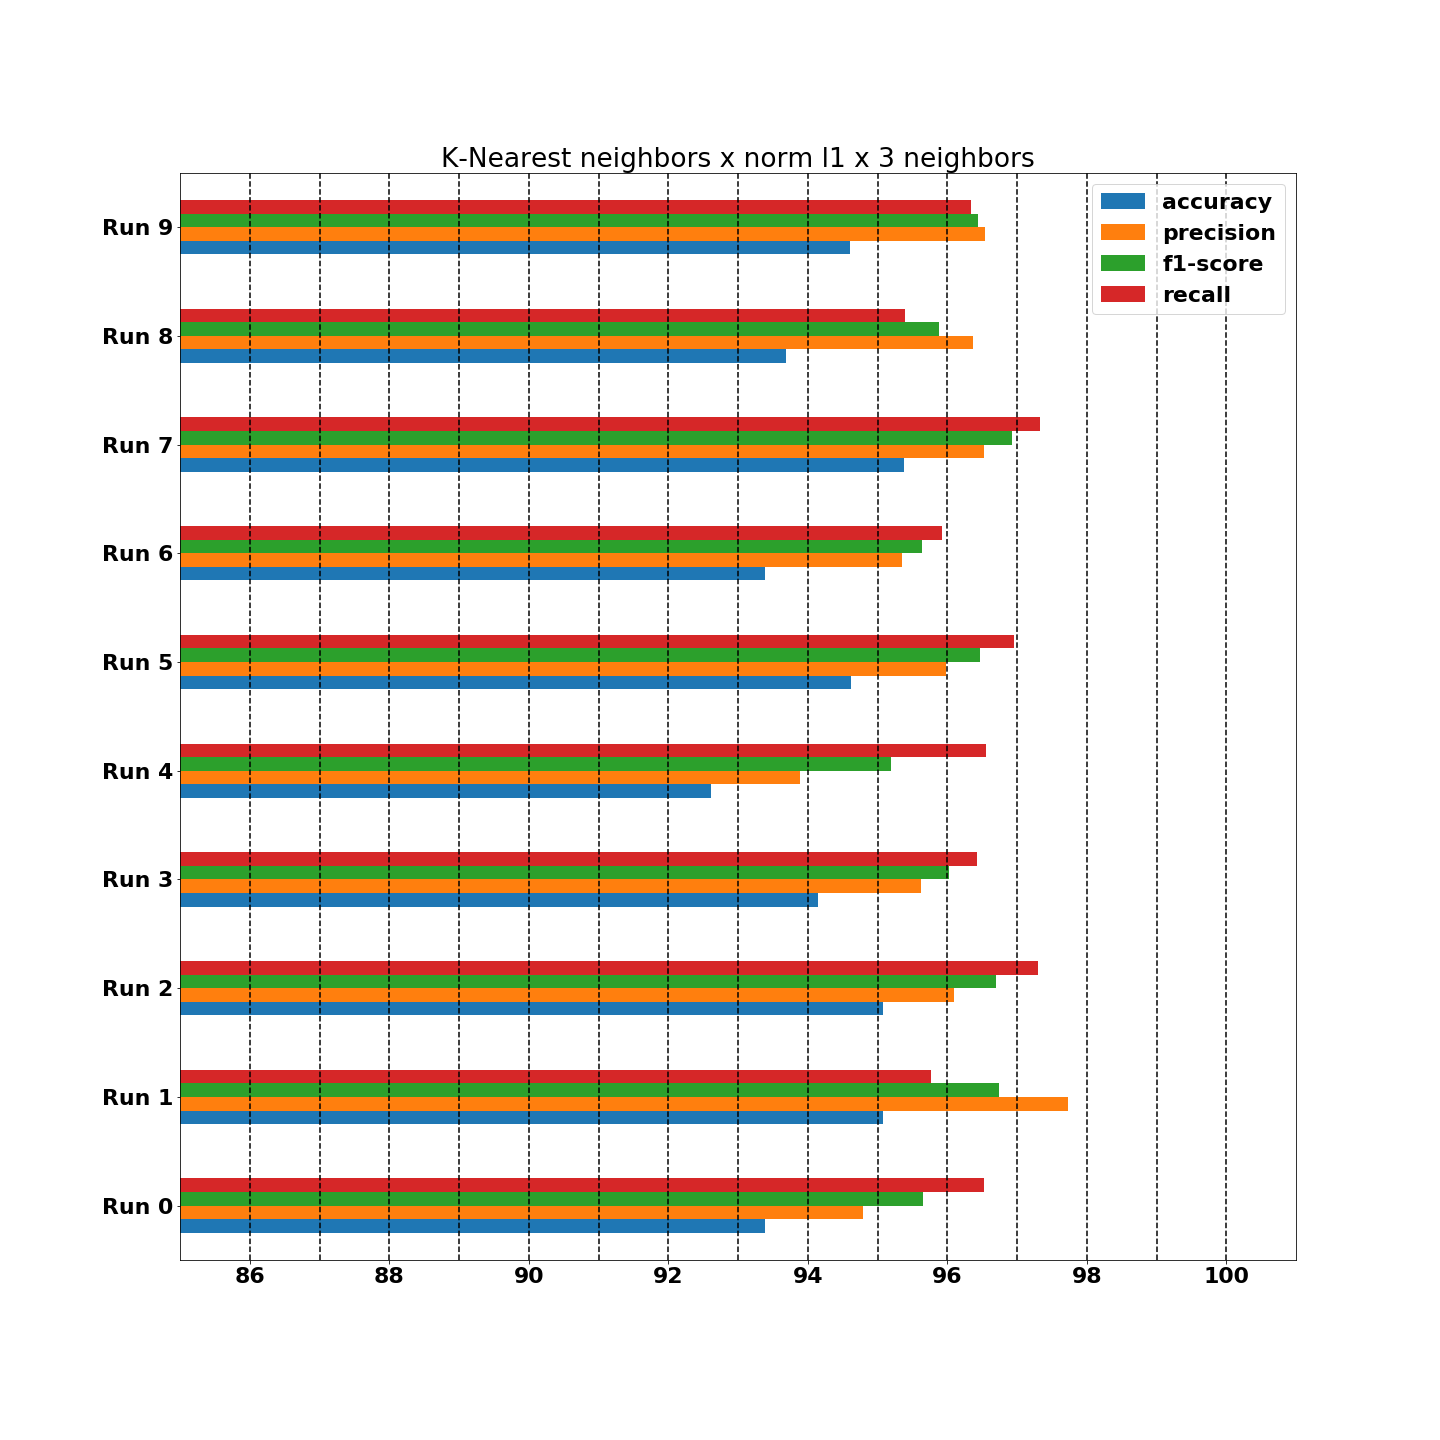 K-Nearest neighbors x norm l1 x 3 neighbors
accuracy
precision
f1-score
recall
Run 9
Run 8
Run 7
Run 6
Run 5
Run 4
Run 3
Run 2
Run 1
Run 0
86 88 90 92 94 96 98 100